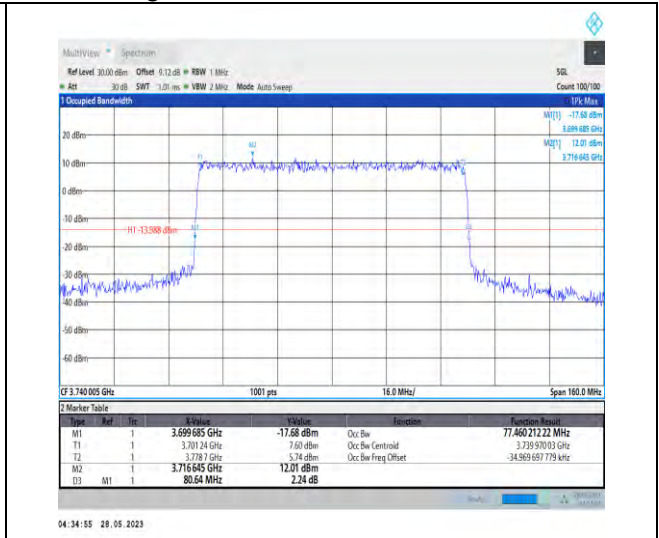 MultiView Spectrum
Ref Level 30.00 dBm Offset 9.12 dB RBW 1 MHz SGL
Att 30 dB SWT 1.01 ms VBW 2 MHz Mode Auto Sweep Count 100/100
1 Occupied Bandwidth 1Pk Max
M1[1] -17.68 dBm
3.699 685 GHz
M2[1] 12.01 dBm
3.716 645 GHz
20 dBm
M2
T1
10 dBm
0 dBm
-10 dBm
H1 -13.988 dBm
M1
-20 dBm
-30 dBm
-40 dBm
-50 dBm
-60 dBm
CF 3.740 005 GHz 1001 pts 16.0 MHz/ Span 160.0 MHz
2 Marker Table
Type Ref Trc X-Value Y-Value Function Function Result
M1 1 3.699 685 GHz -17.68 dBm Occ Bw 77.460 212 22 MHz
T1 1 3.701 24 GHz 7.60 dBm Occ Bw Centroid 3.739 970 03 GHz
T2 1 3.778 7 GHz 5.74 dBm Occ Bw Freq Offset -34.969 697 779 kHz
M2 1 3.716 645 GHz 12.01 dBm
D3 M1 1 80.64 MHz 2.24 dB
04:34:55 28.05.2023